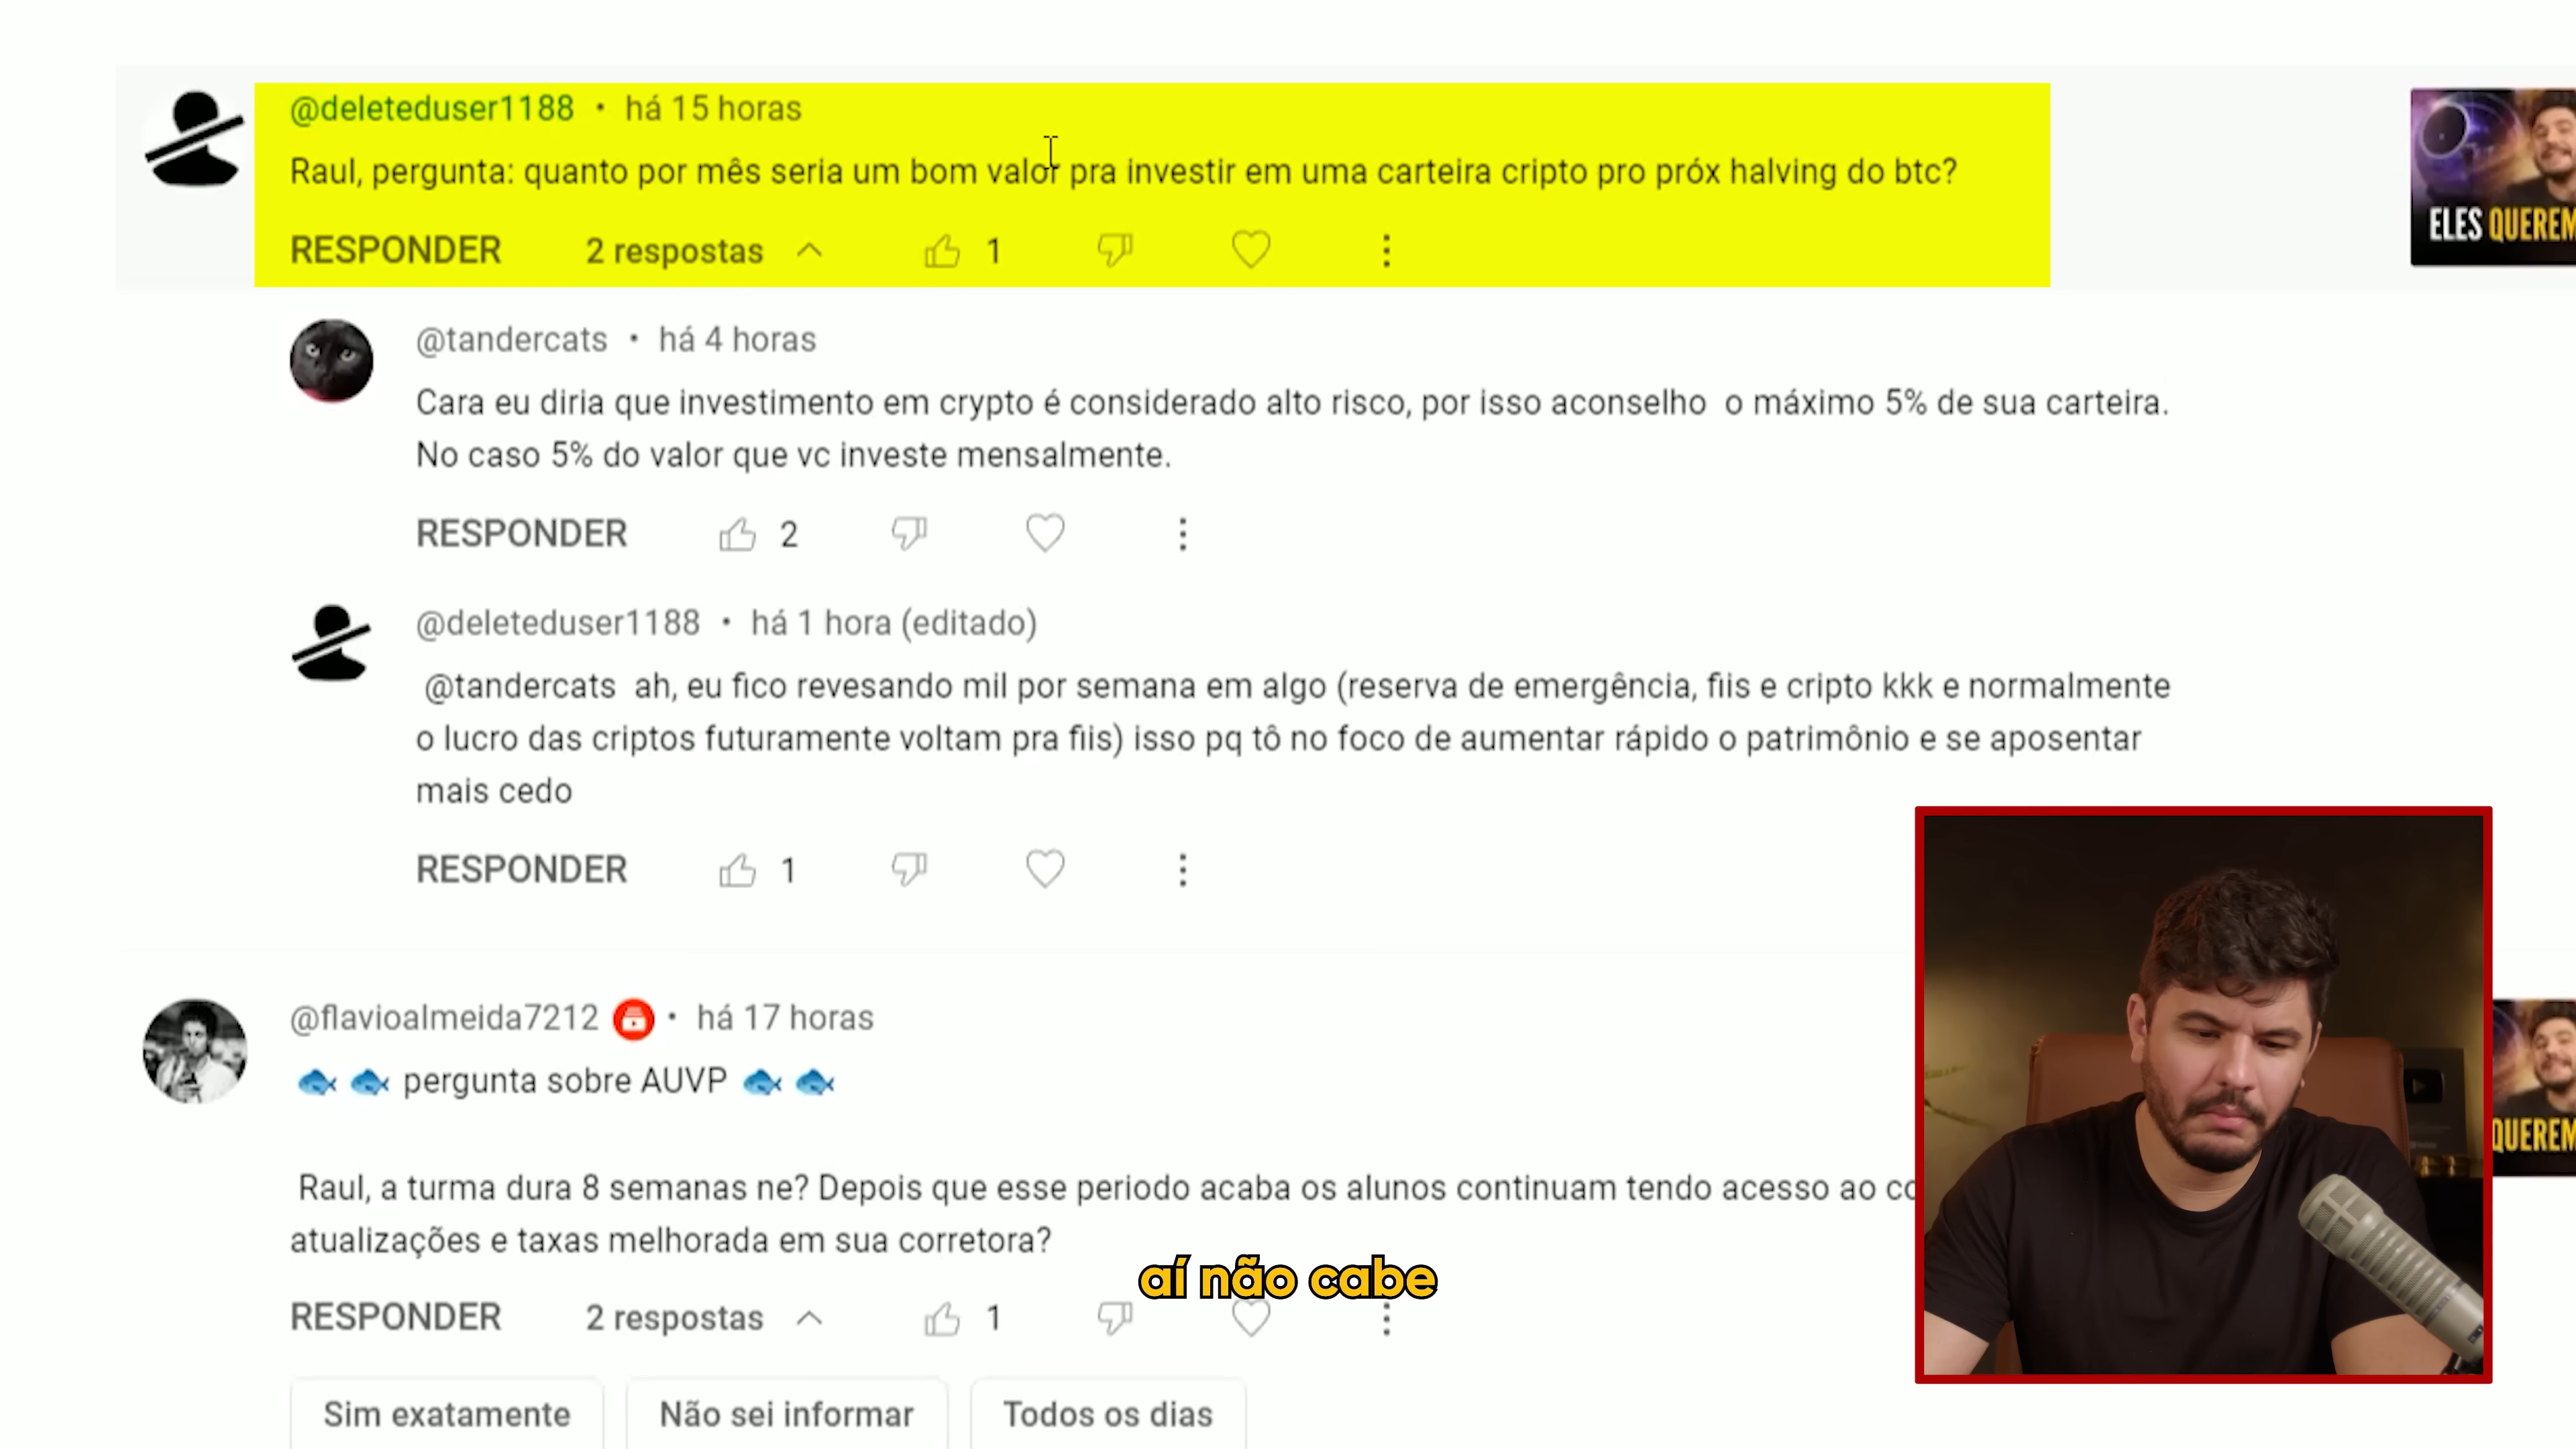 @deleteduser1188 • há 15 horas
Raul, pergunta: quanto por mês seria um bom valor pra investir em uma carteira cripto pro próx halving do btc?
RESPONDER 2 respostas 1
ELES QUEREM
@tandercats • há 4 horas
Cara eu diria que investimento em crypto é considerado alto risco, por isso aconselho o máximo 5% de sua carteira.
No caso 5% do valor que vc investe mensalmente.
RESPONDER 2
@deleteduser1188 • há 1 hora (editado)
@tandercats ah, eu fico revesando mil por semana em algo (reserva de emergência, fiis e cripto kkk e normalmente
o lucro das criptos futuramente voltam pra fiis) isso pq tô no foco de aumentar rápido o patrimônio e se aposentar
mais cedo
RESPONDER 1
@flavioalmeida7212 • há 17 horas
🐟 🐟 pergunta sobre AUVP 🐟 🐟
QUEREM
Raul, a turma dura 8 semanas ne? Depois que esse periodo acaba os alunos continuam tendo acesso ao
atualizações e taxas melhorada em sua corretora?
aí não cabe
RESPONDER 2 respostas 1
Sim exatamente Não sei informar Todos os dias